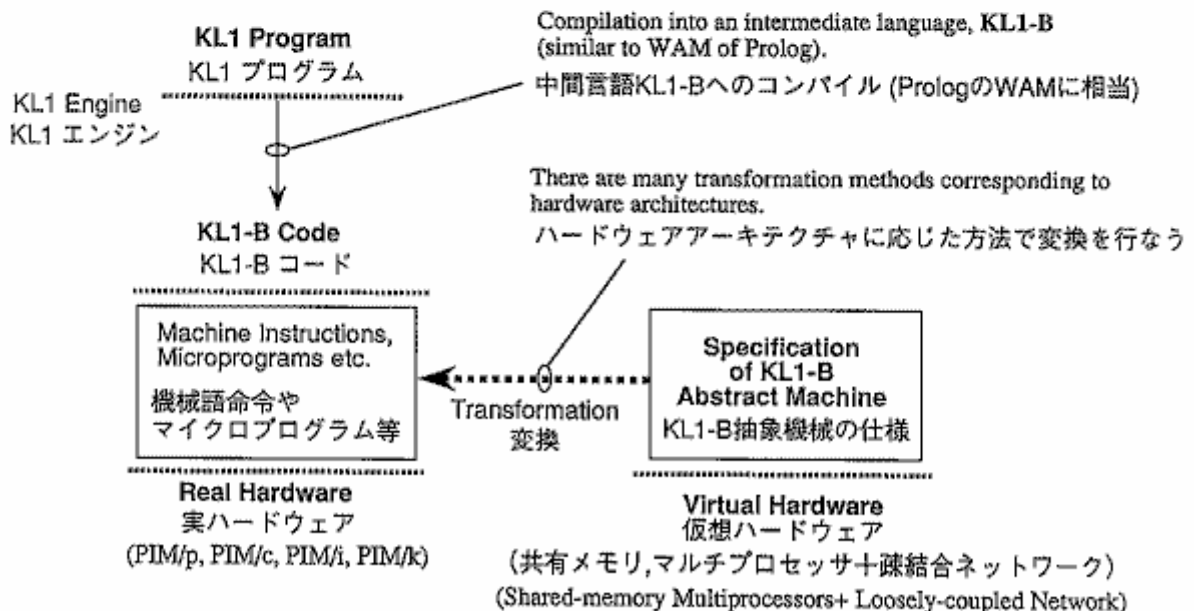 KL1 Program
KL1 プログラム
KL1 Engine
KL1 エンジン
Compilation into an intermediate language, KL1-B
(similar to WAM of Prolog).
中間言語KL1-Bへのコンパイル (PrologのWAMに相当)
There are many transformation methods corresponding to
hardware architectures.
ハードウェアアーキテクチャに応じた方法で変換を行なう
KL1-B Code
KL1-B コード
Machine Instructions,
Microprograms etc.
機械語命令や
マイクロプログラム等
Transformation
変換
Specification
of KL1-B
Abstract Machine
KL1-B抽象機械の仕様
Real Hardware
実ハードウェア
(PIM/p, PIM/c, PIM/i, PIM/k)
Virtual Hardware
仮想ハードウェア
(共有メモリ,マルチプロセッサ+疎結合ネットワーク)
(Shared-memory Multiprocessors+ Loosely-coupled Network)